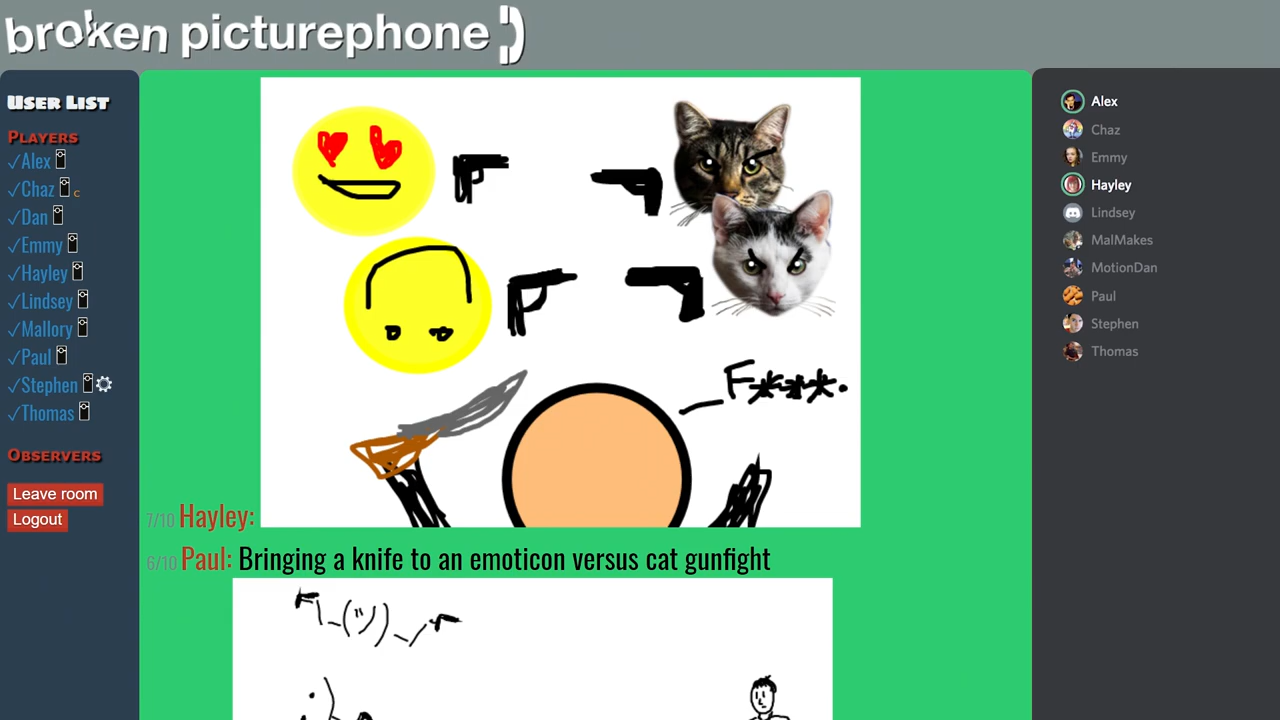 broken picturephone
User List
Players
✓Alex
✓Chaz c
✓Dan
✓Emmy
✓Hayley
✓Lindsey
✓Mallory
✓Paul
✓Stephen
✓Thomas
Observers
Leave room
Logout
F***.
7/10 Hayley:
6/10 Paul: Bringing a knife to an emoticon versus cat gunfight
Alex
Chaz
Emmy
Hayley
Lindsey
MalMakes
MotionDan
Paul
Stephen
Thomas